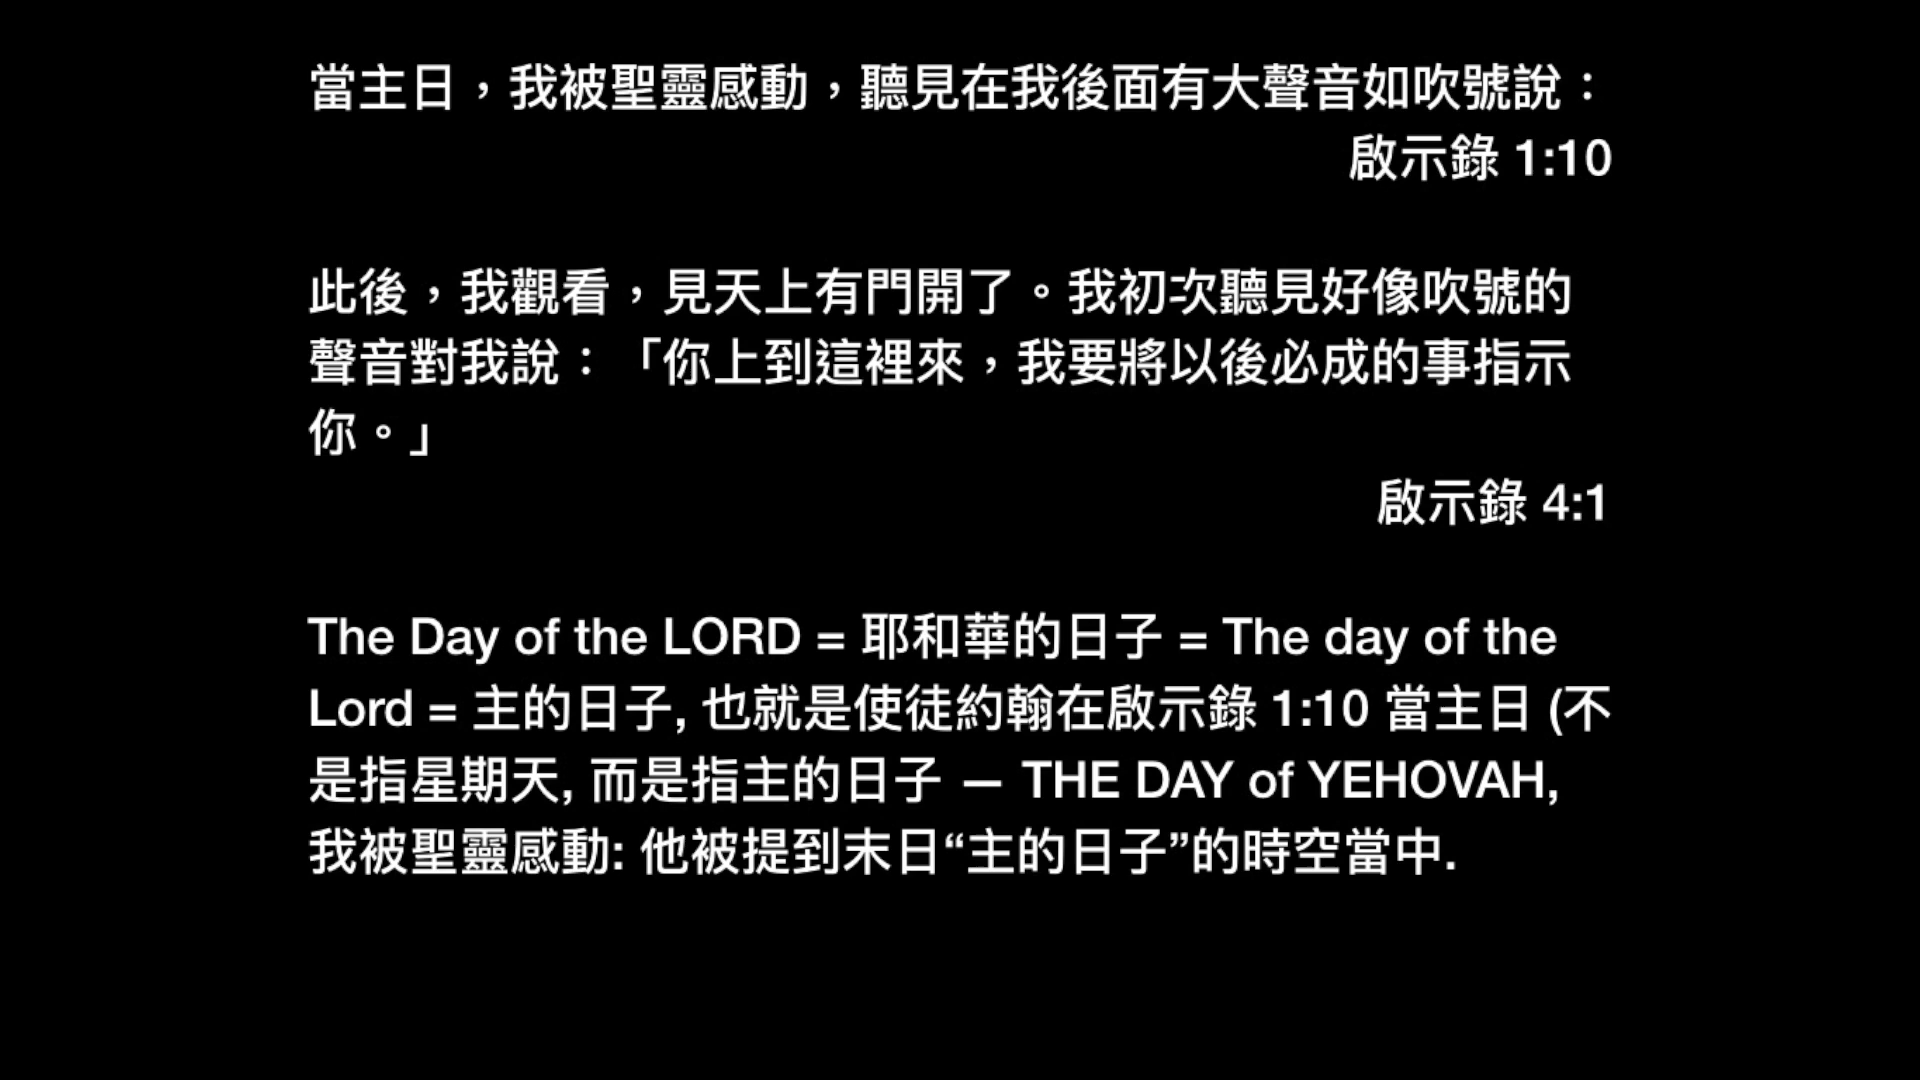 當主日，我被聖靈感動，聽見在我後面有大聲音如吹號說：
啟示錄 1:10
此後，我觀看，見天上有門開了。我初次聽見好像吹號的
聲音對我說：「你上到這裡來，我要將以後必成的事指示
你。」
啟示錄 4:1
The Day of the LORD = 耶和華的日子 = The day of the
Lord = 主的日子, 也就是使徒約翰在啟示錄 1:10 當主日 (不
是指星期天, 而是指主的日子 — THE DAY of YEHOVAH,
我被聖靈感動: 他被提到末日“主的日子”的時空當中.